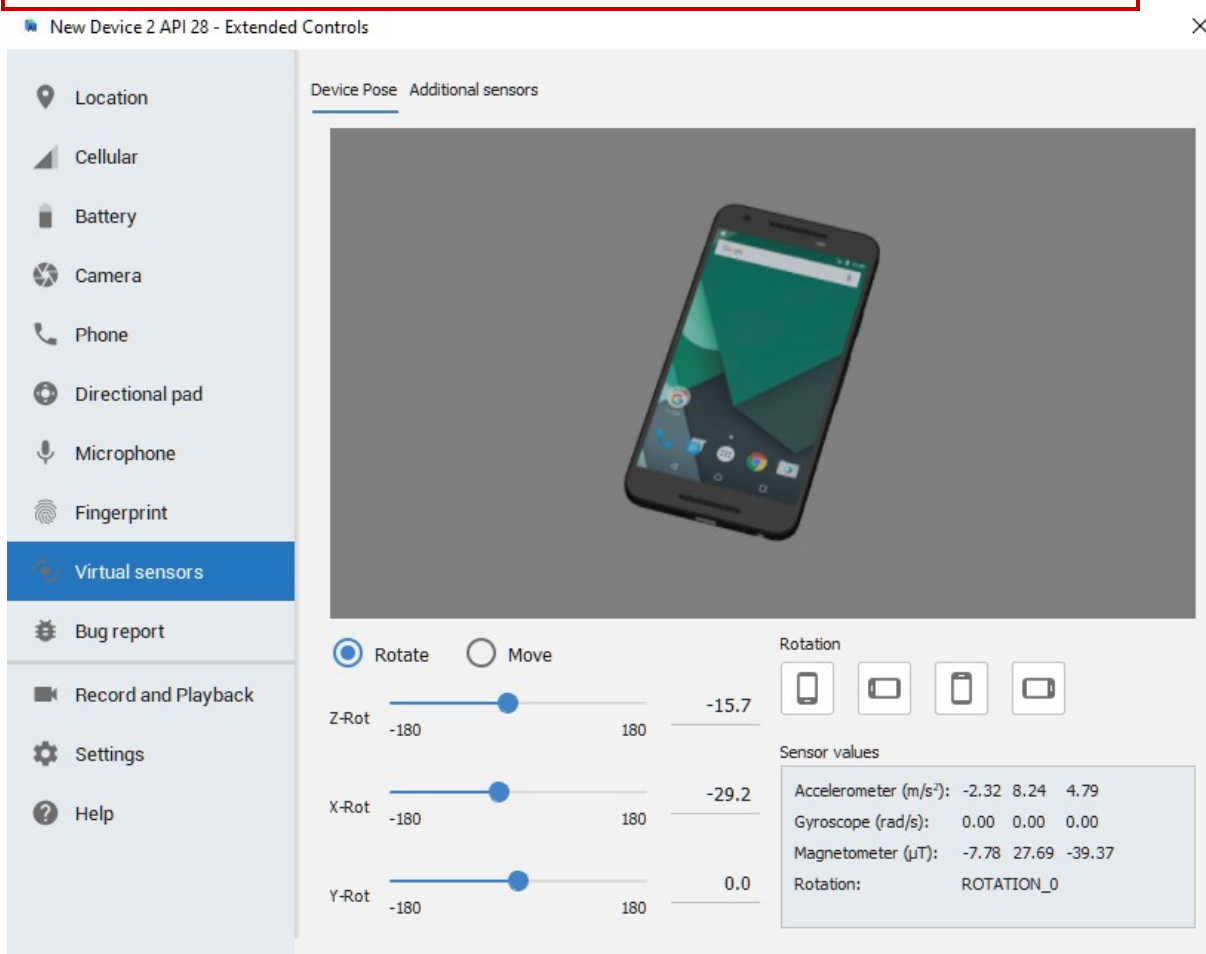 New Device 2 API 28 - Extended Controls
Location
Cellular
Battery
Camera
Phone
Directional pad
Microphone
Fingerprint
Virtual sensors
Bug report
Record and Playback
Settings
Help
Device Pose Additional sensors
Google
Rotate Move
Z-Rot -180 180 -15.7
X-Rot -180 180 -29.2
Y-Rot -180 180 0.0
Rotation
Sensor values
Accelerometer (m/s²): -2.32 8.24 4.79
Gyroscope (rad/s): 0.00 0.00 0.00
Magnetometer (µT): -7.78 27.69 -39.37
Rotation: ROTATION_0